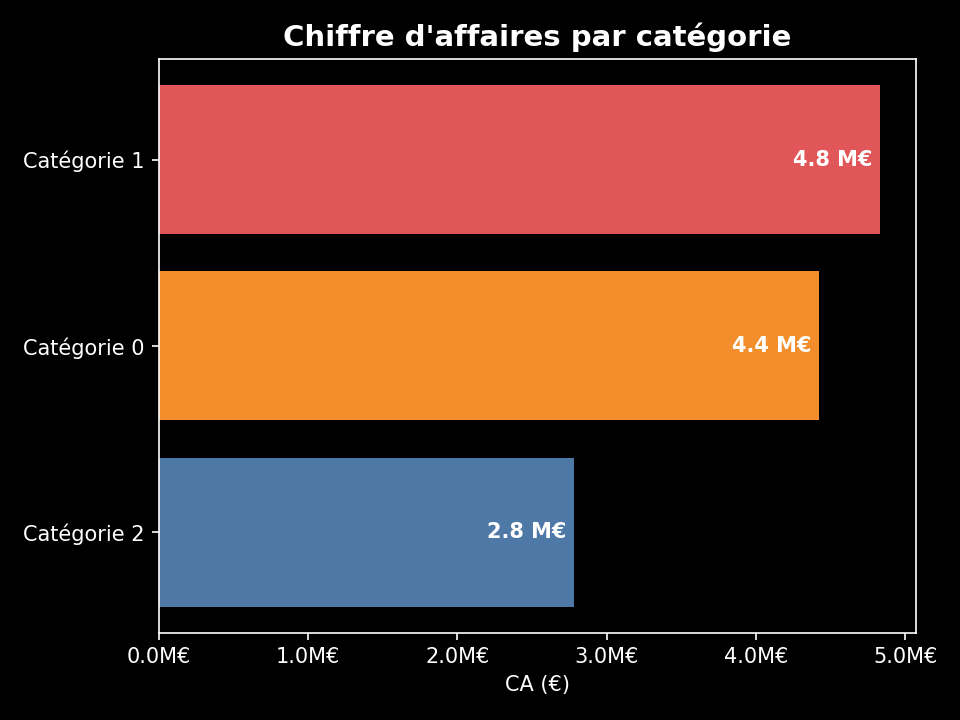 Chiffre d'affaires par catégorie
Catégorie 1
4.8 M€
Catégorie 0
4.4 M€
Catégorie 2
2.8 M€
0.0M€ 1.0M€ 2.0M€ 3.0M€ 4.0M€ 5.0M€
CA (€)